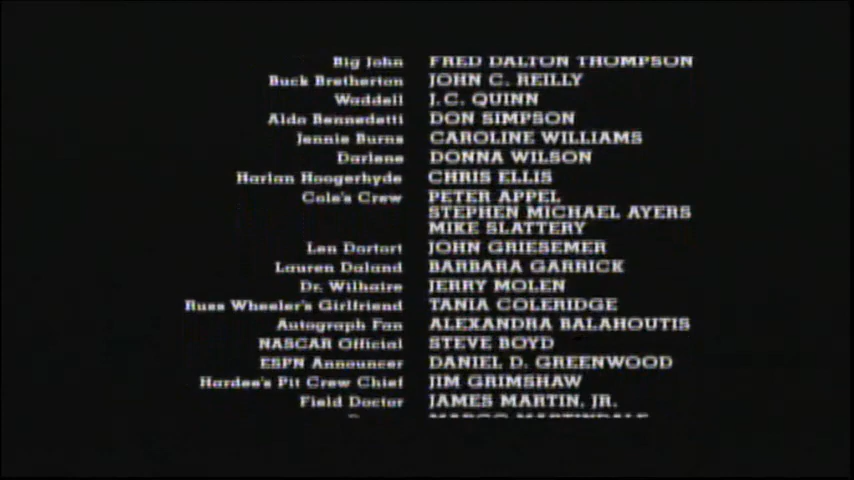 Big John FRED DALTON THOMPSON
Buck Bretherton JOHN C. REILLY
Waddell J.C. QUINN
Aldo Bennedetti DON SIMPSON
Jennie Burns CAROLINE WILLIAMS
Darlene DONNA WILSON
Harlan Hoogerhyde CHRIS ELLIS
Cole's Crew PETER APPEL
STEPHEN MICHAEL AYERS
MIKE SLATTERY
Len Dortort JOHN GRIESEMER
Lauren Daland BARBARA GARRICK
Dr. Wilhaire JERRY MOLEN
Russ Wheeler's Girlfriend TANIA COLERIDGE
Autograph Fan ALEXANDRA BALAHOUTIS
NASCAR Official STEVE BOYD
ESPN Announcer DANIEL D. GREENWOOD
Hardee's Pit Crew Chief JIM GRIMSHAW
Field Doctor JAMES MARTIN, JR.
MARGO MARTINDALE